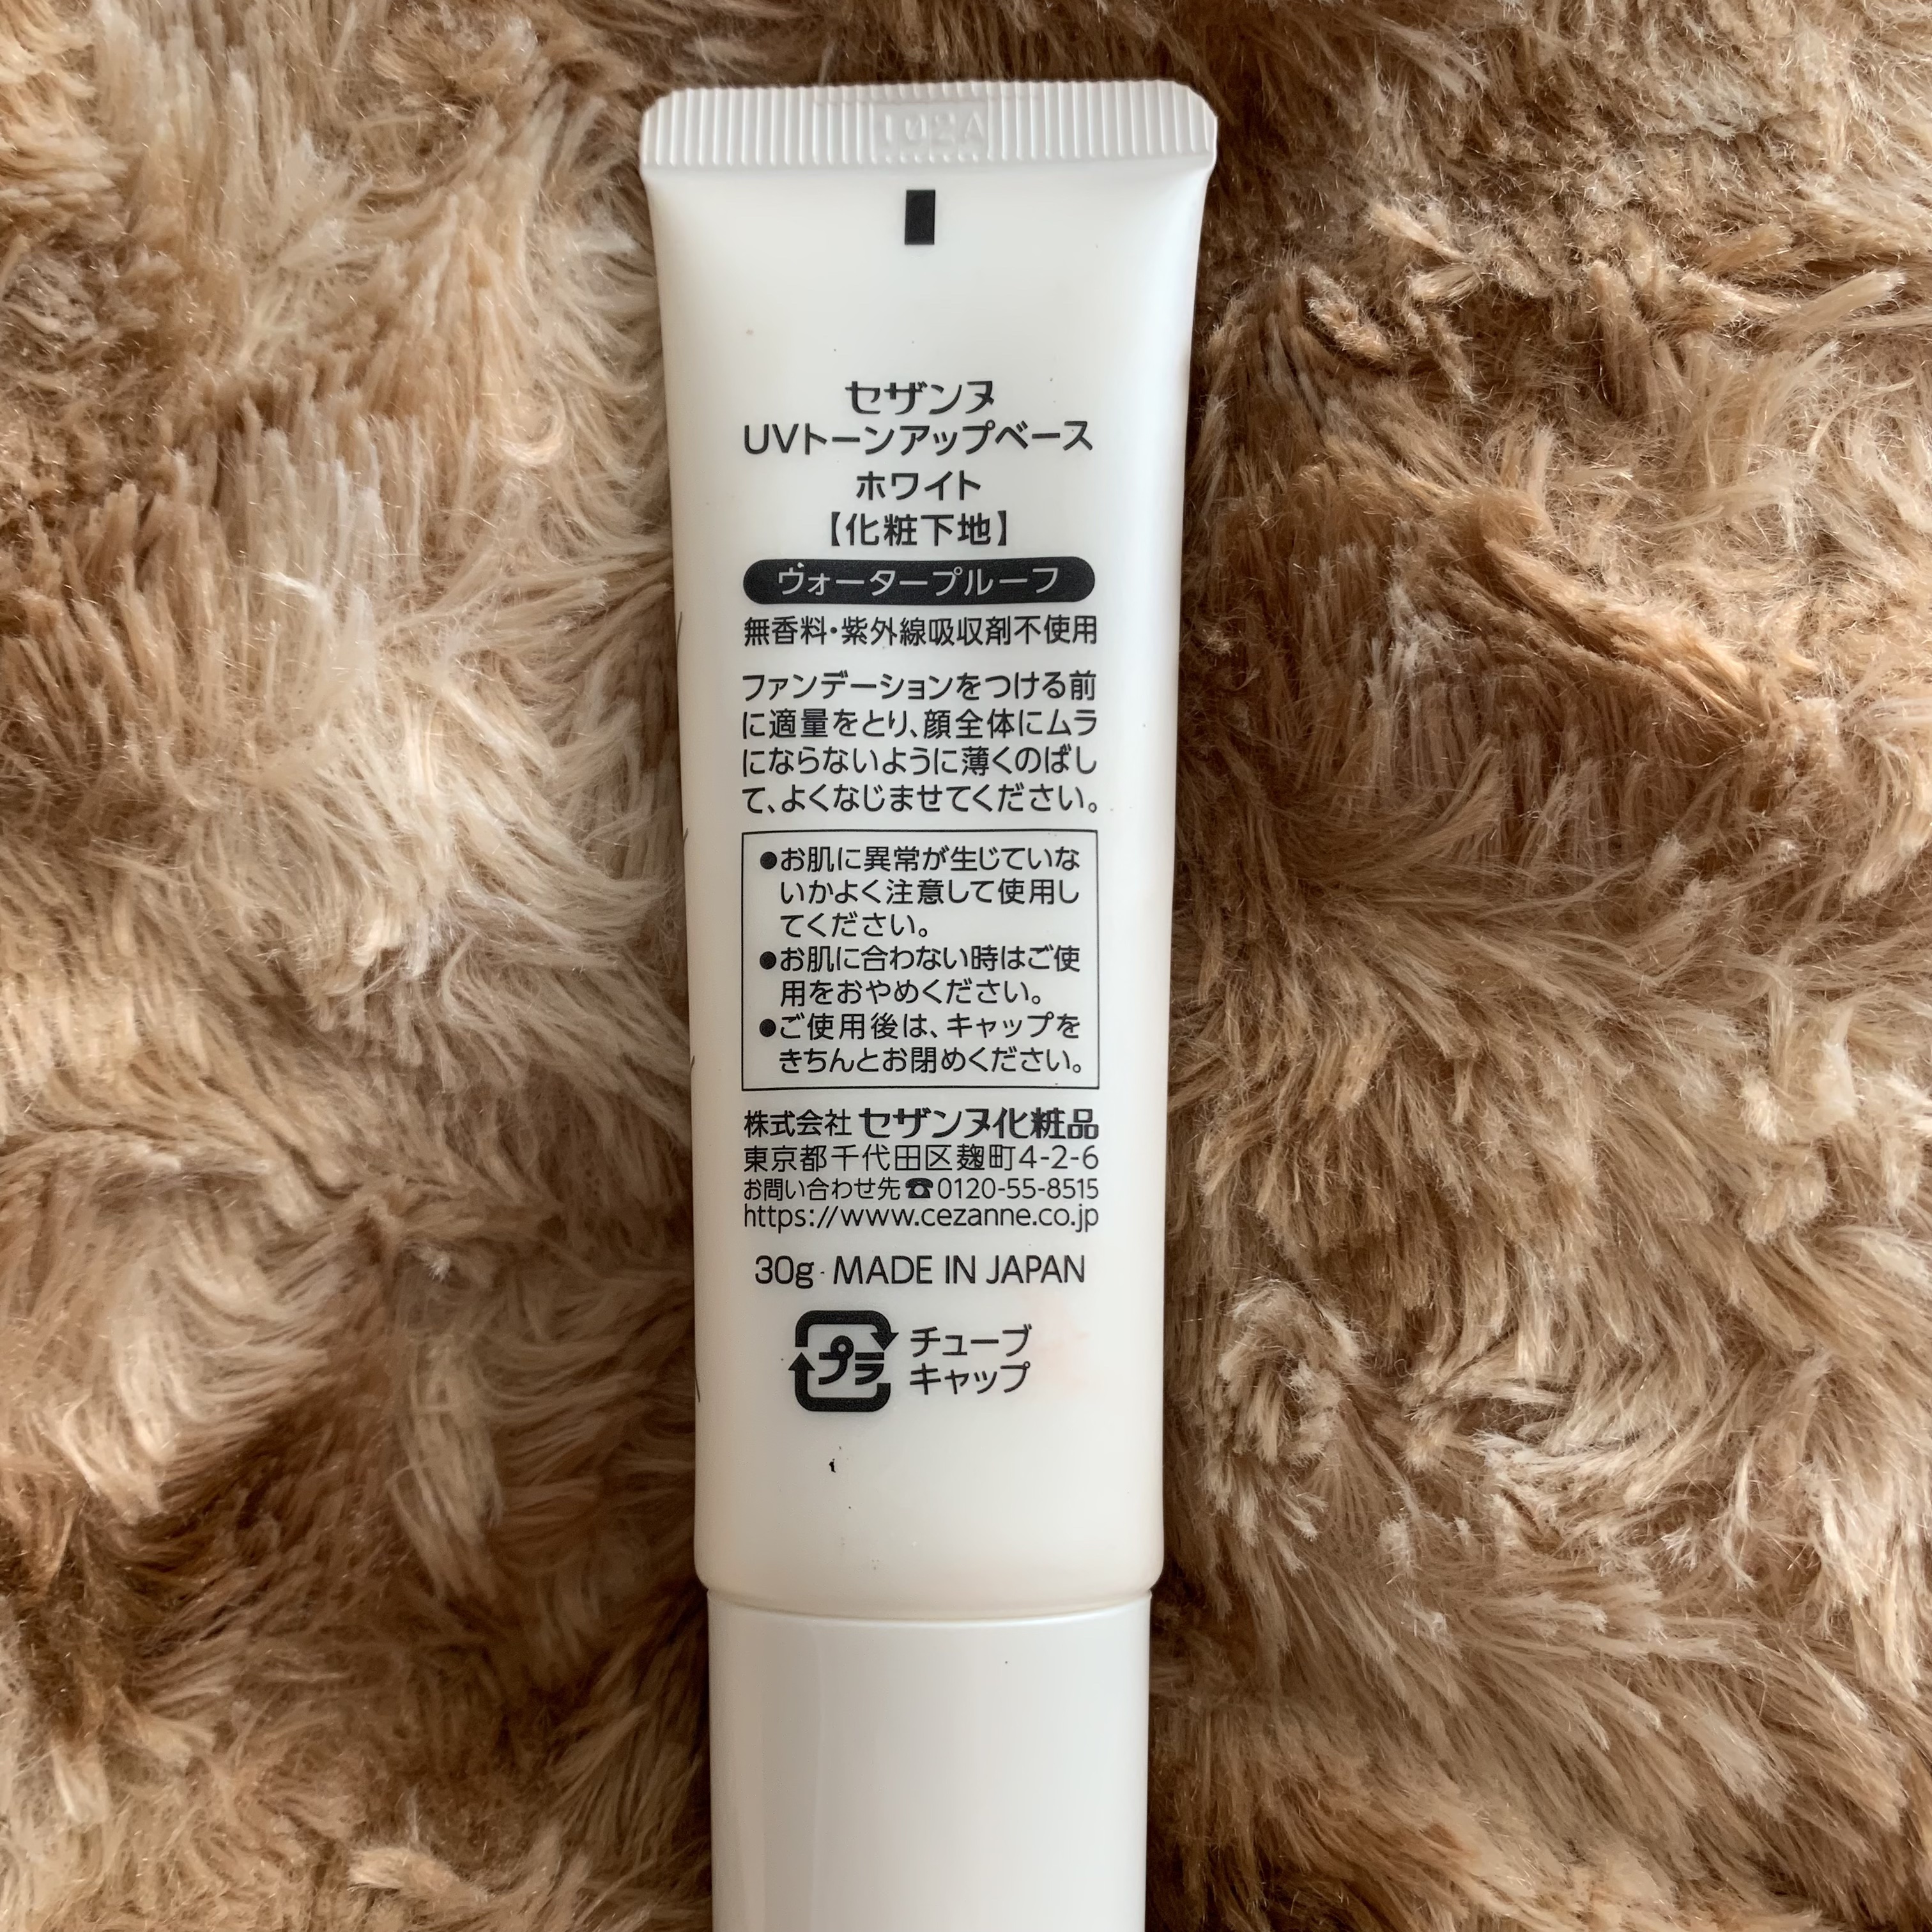 102A
セザンヌ
UVトーンアップベース
ホワイト
【化粧下地】
ウォータープルーフ
無香料・紫外線吸収剤不使用
ファンデーションをつける前
に適量をとり、顔全体にムラ
にならないように薄くのばし
て、よくなじませてください。
●お肌に異常が生じていな
いかよく注意して使用し
てください。
●お肌に合わない時はご使
用をおやめください。
●ご使用後は、キャップを
きちんとお閉めください。
株式会社 セザンヌ化粧品
東京都千代田区麹町4-2-6
お問い合わせ先☎0120-55-8515
https://www.cezanne.co.jp
30g・MADE IN JAPAN
プラ チューブ
キャップ